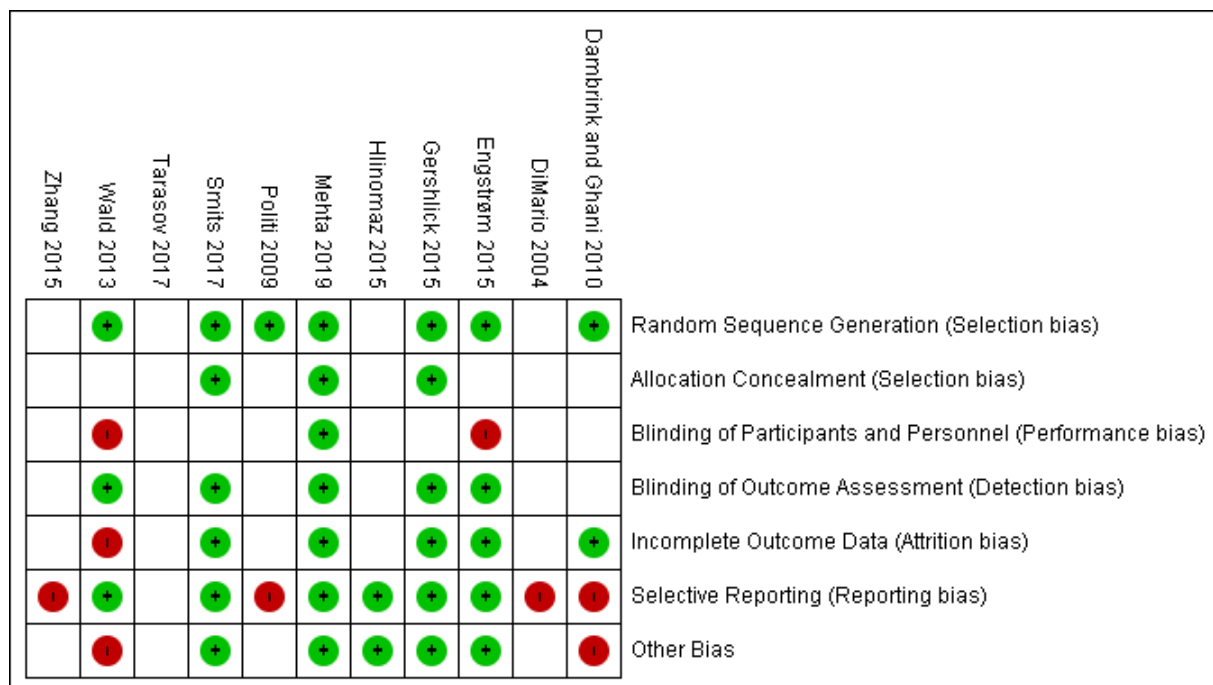 Zhang 2015
Wald 2013
Tarasov 2017
Smits 2017
Politi 2009
Mehta 2019
Hlinomaz 2015
Gershlick 2015
Engstrøm 2015
DiMario 2004
Dambrink and Ghani 2010
+ + + + + + + Random Sequence Generation (Selection bias)
+ + + Allocation Concealment (Selection bias)
- + - Blinding of Participants and Personnel (Performance bias)
+ + + + + Blinding of Outcome Assessment (Detection bias)
- + + + + + Incomplete Outcome Data (Attrition bias)
- + + - + + + + - - Selective Reporting (Reporting bias)
- + + + + + - Other Bias